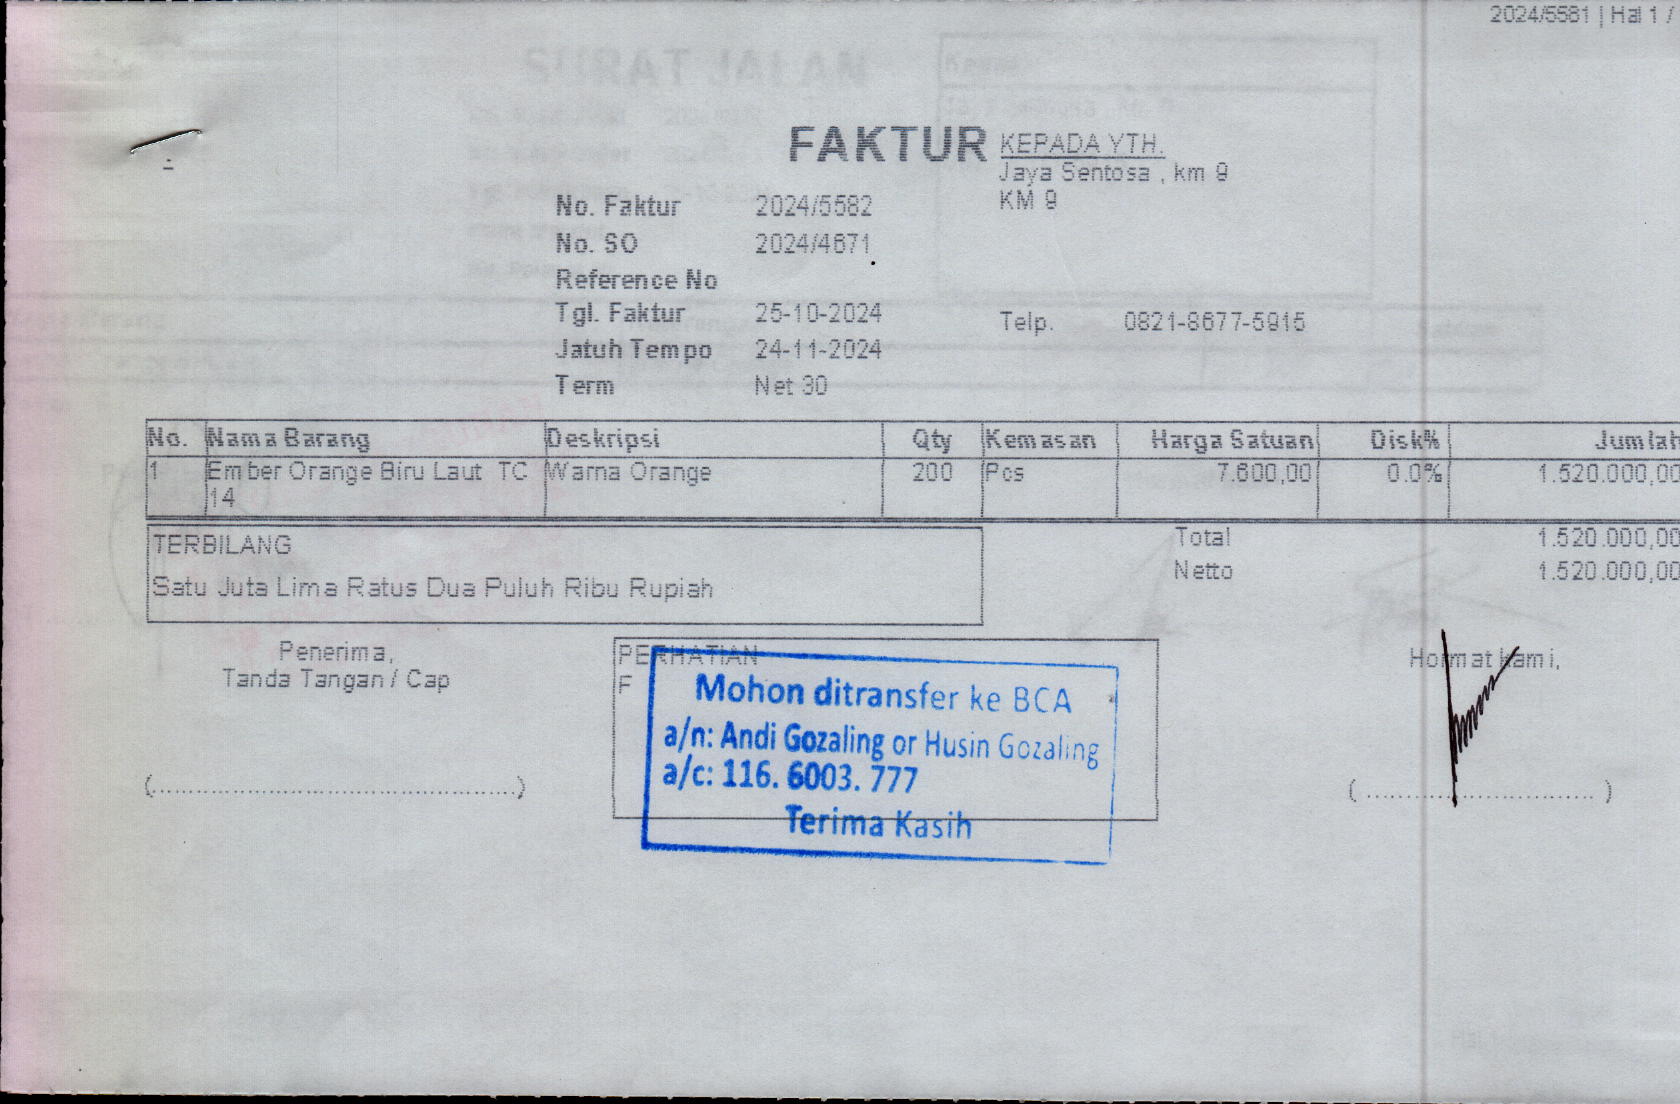 2024/5581 | Hal 1 /
FAKTUR
KEPADA YTH.
Jaya Sentosa , km 9
KM 9
No. Faktur 2024/5582
No. SO 2024/4671
Reference No
Tgl. Faktur 25-10-2024
Telp. 0821-8677-5915
Jatuh Tempo 24-11-2024
Term Net 30
No. Nama Barang Deskripsi Qty Kemasan Harga Satuan Disk% Jumlah
1 Ember Orange Biru Laut TC Warna Orange 200 Pcs 7.600,00 0.0% 1.520.000,00
14
TERBILANG
Satu Juta Lima Ratus Dua Puluh Ribu Rupiah
Total 1.520.000,00
Netto 1.520.000,00
Penerima,
Tanda Tangan / Cap
PERHATIAN
F
Mohon ditransfer ke BCA
a/n: Andi Gozaling or Husin Gozaling
a/c: 116. 6003. 777
Terima Kasih
Hormat kami,
SURAT JALAN